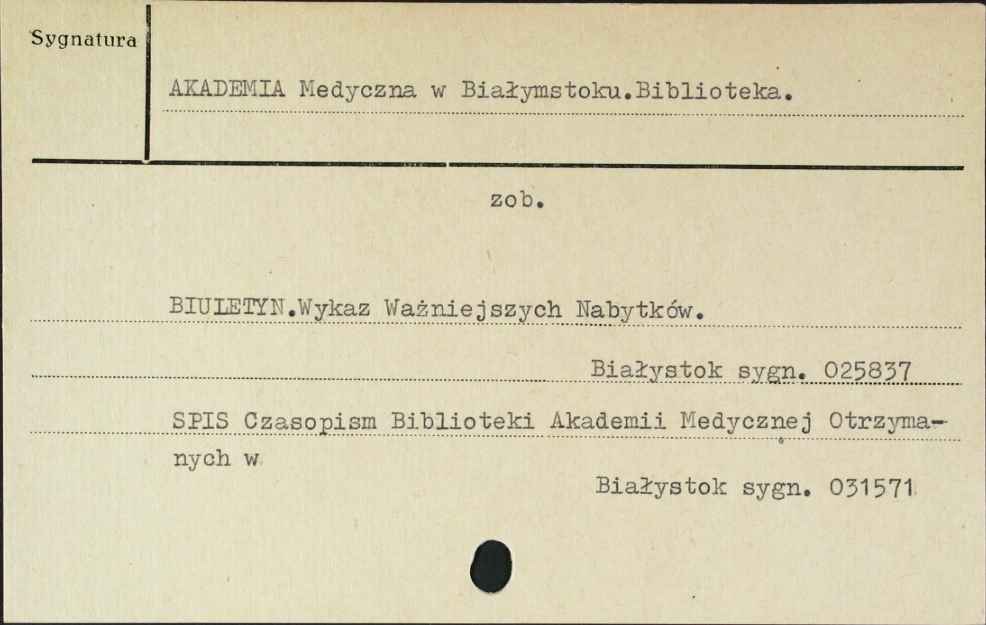 Sygnatura
AKADEMIA Medyczna w Białymstoku.Biblioteka.
zob.
BIULETYN.Wykaz Ważniejszych Nabytków.
Białystok sygn. 025837
SPIS Czasopism Biblioteki Akademii Medycznej Otrzyma-
nych w
Białystok sygn. 031571